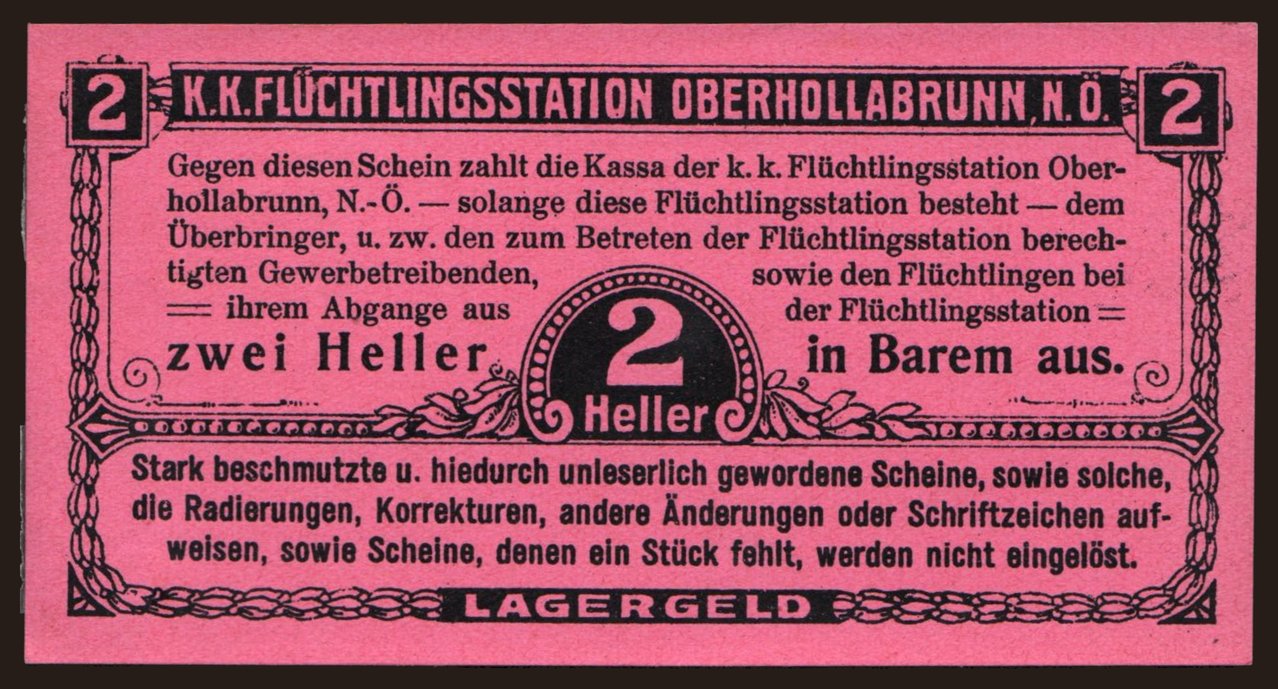 2 K.K.FLÜCHTLINGSSTATION OBERHOLLABRUNN, N.Ö. 2
Gegen diesen Schein zahlt die Kassa der k. k. Flüchtlingsstation Ober-
hollabrunn, N.-Ö. — solange diese Flüchtlingsstation besteht — dem
Überbringer, u. zw. den zum Betreten der Flüchtlingsstation berech-
tigten Gewerbetreibenden, sowie den Flüchtlingen bei
= ihrem Abgange aus der Flüchtlingsstation =
zwei Heller in Barem aus.
2
Heller
Stark beschmutzte u. hiedurch unleserlich gewordene Scheine, sowie solche,
die Radierungen, Korrekturen, andere Änderungen oder Schriftzeichen auf-
weisen, sowie Scheine, denen ein Stück fehlt, werden nicht eingelöst.
LAGERGELD